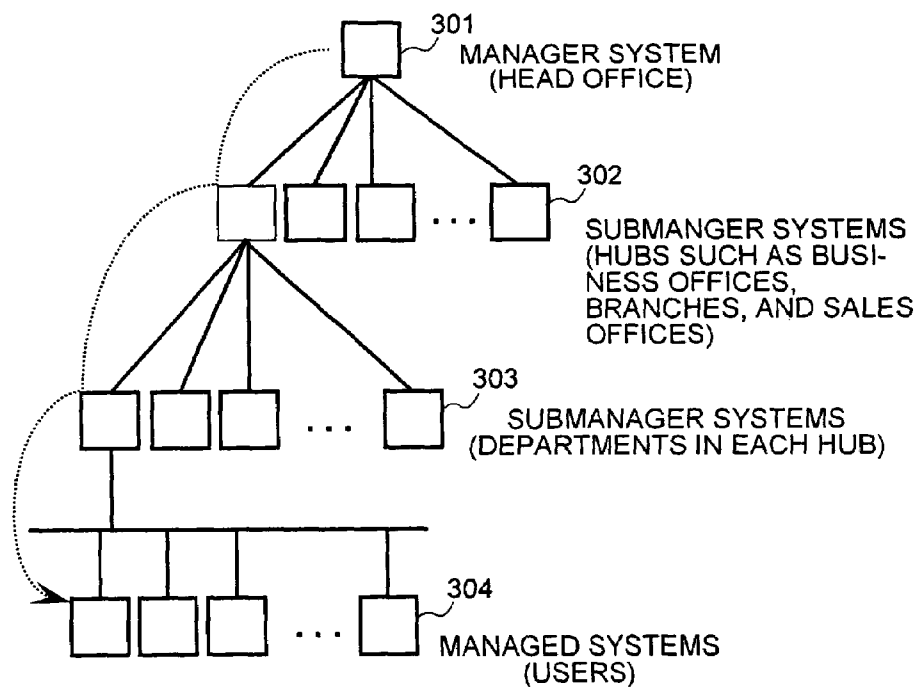 301
MANAGER SYSTEM
(HEAD OFFICE)
302
SUBMANGER SYSTEMS
(HUBS SUCH AS BUSI-
NESS OFFICES,
BRANCHES, AND SALES
OFFICES)
303
SUBMANAGER SYSTEMS
(DEPARTMENTS IN EACH HUB)
304
MANAGED SYSTEMS
(USERS)